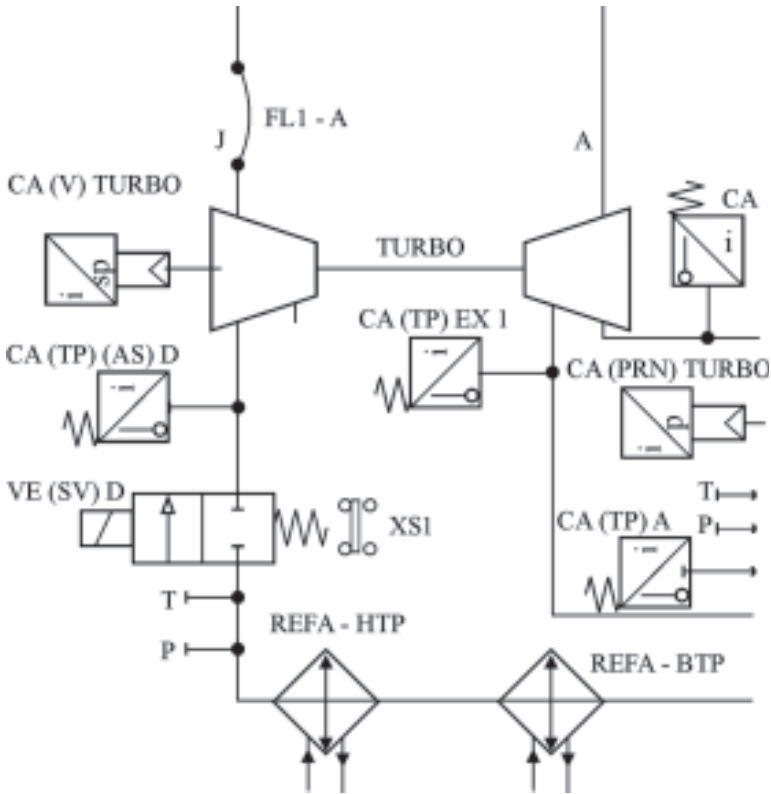 FL1 - A
J
A
CA (V) TURBO
CA
i
TURBO
sp
i
CA (TP) EX 1
CA (TP) (AS) D
i
i
CA (PRN) TURBO
p
i
VE (SV) D
T
P
XS1
CA (TP) A
i
T
P
REFA - HTP
REFA - BTP